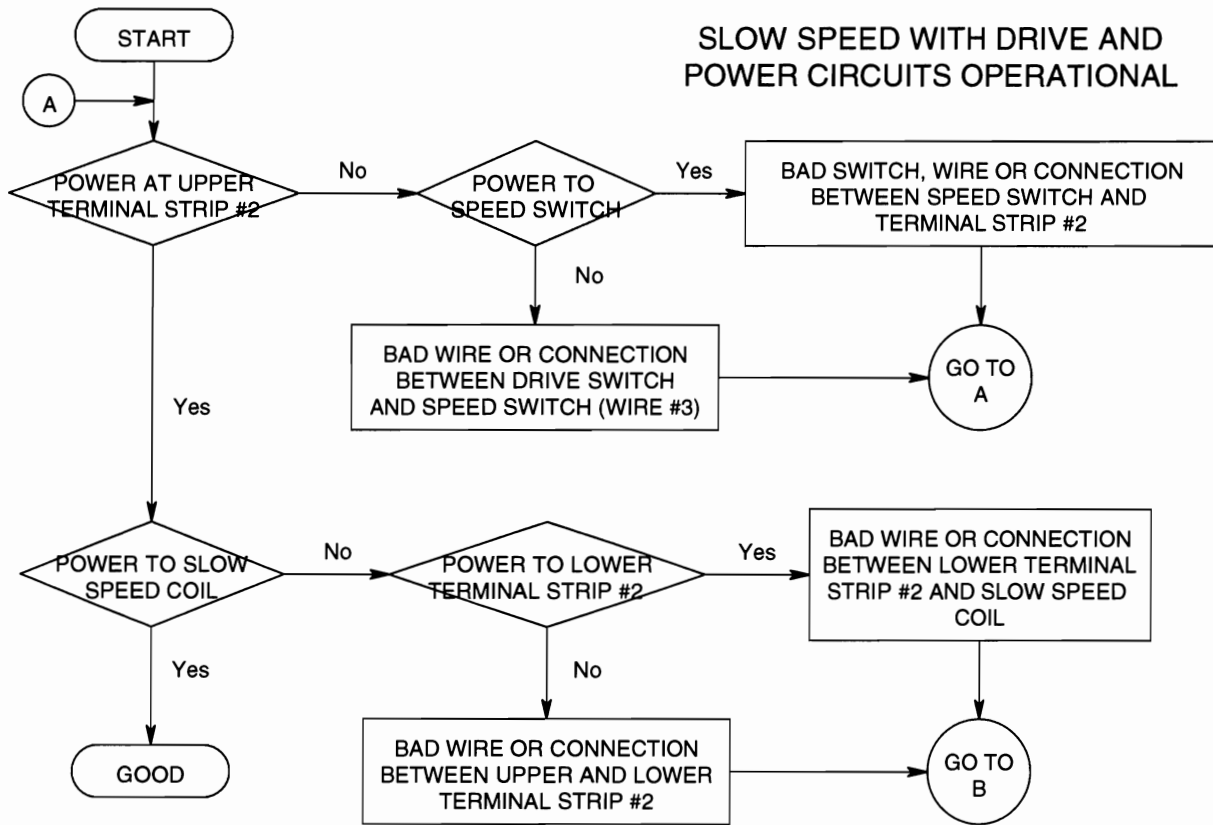 START
SLOW SPEED WITH DRIVE AND
POWER CIRCUITS OPERATIONAL
A
POWER AT UPPER
TERMINAL STRIP #2
No
POWER TO
SPEED SWITCH
Yes
BAD SWITCH, WIRE OR CONNECTION
BETWEEN SPEED SWITCH AND
TERMINAL STRIP #2
No
BAD WIRE OR CONNECTION
BETWEEN DRIVE SWITCH
AND SPEED SWITCH (WIRE #3)
GO TO
A
Yes
POWER TO SLOW
SPEED COIL
No
POWER TO LOWER
TERMINAL STRIP #2
Yes
BAD WIRE OR CONNECTION
BETWEEN LOWER TERMINAL
STRIP #2 AND SLOW SPEED
COIL
Yes
No
GOOD
BAD WIRE OR CONNECTION
BETWEEN UPPER AND LOWER
TERMINAL STRIP #2
GO TO
B